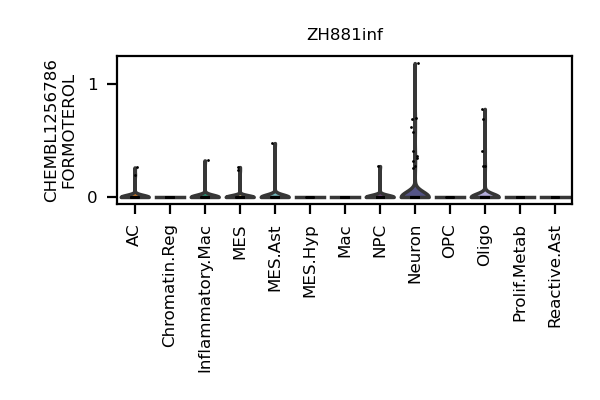 ZH881inf
CHEMBL1256786
FORMOTEROL
1
0
AC
Chromatin.Reg
Inflammatory.Mac
MES
MES.Ast
MES.Hyp
Mac
NPC
Neuron
OPC
Oligo
Prolif.Metab
Reactive.Ast